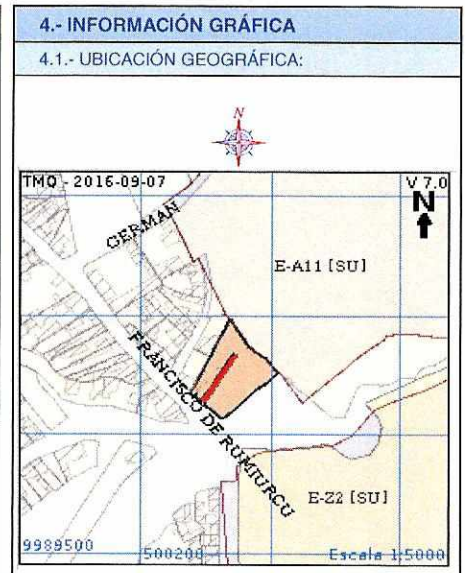 4.- INFORMACIÓN GRÁFICA
4.1.- UBICACIÓN GEOGRÁFICA:
N
TMQ - 2016-09-07
V 7.0
N
GERMAN
E-A11 [SU]
FRANCISCO DE RUMIURCU
E-Z2 [SU]
9989500
500200
Escala 1:5000